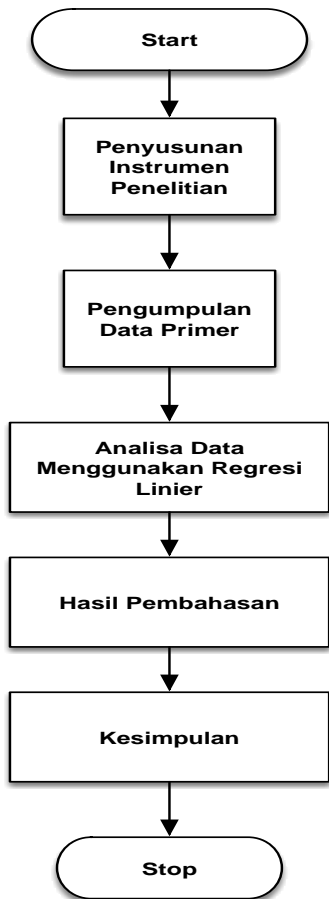 Start
Penyusunan
Instrumen
Penelitian
Pengumpulan
Data Primer
Analisa Data
Menggunakan Regresi
Linier
Hasil Pembahasan
Kesimpulan
Stop